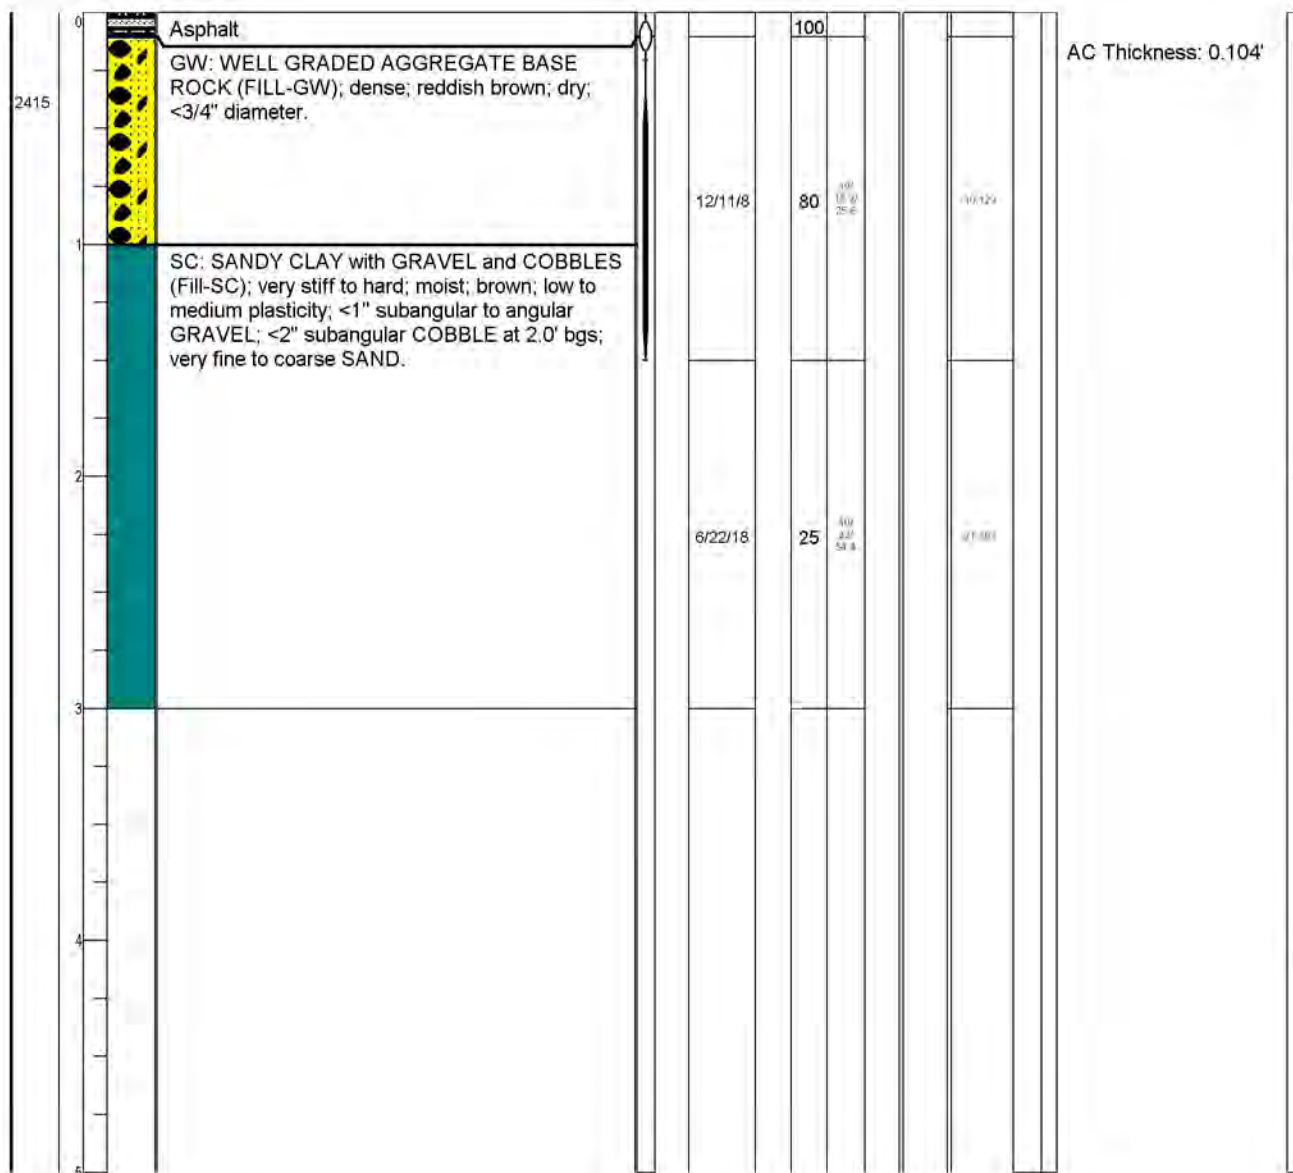 0
Asphalt
100
AC Thickness: 0.104'
GW: WELL GRADED AGGREGATE BASE
ROCK (FILL-GW); dense; reddish brown; dry;
<3/4" diameter.
2415
12/11/8
80
1
SC: SANDY CLAY with GRAVEL and COBBLES
(Fill-SC); very stiff to hard; moist; brown; low to
medium plasticity; <1" subangular to angular
GRAVEL; <2" subangular COBBLE at 2.0' bgs;
very fine to coarse SAND.
2
6/22/18
25
3
4
5